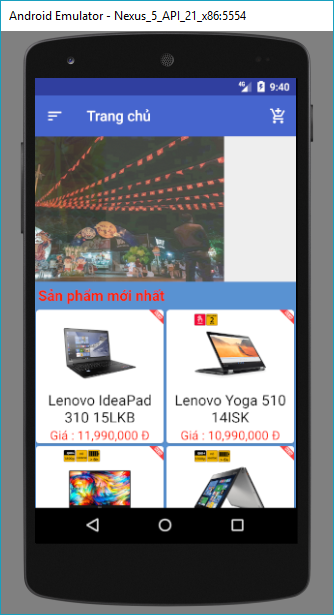 Android Emulator - Nexus_5_API_21_x86:5554
4G 9:40
Trang chủ
Sản phẩm mới nhất
Lenovo IdeaPad
310 15LKB
Giá : 11,990,000 Đ
Lenovo Yoga 510
14ISK
Giá : 10,990,000 Đ